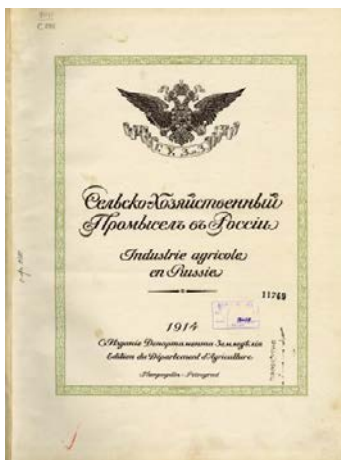 Сельско-Хозяйственный
Промыселъ въ Россіи
Industrie agricole
en Russie
11769
1914
Изданіе Департамента Земледѣлія
Edition du Département d'Agriculture
Петроградъ - Petrograd